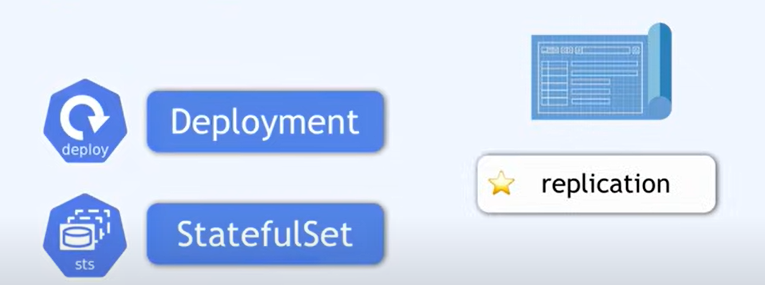 deploy
Deployment
sts
StatefulSet
replication